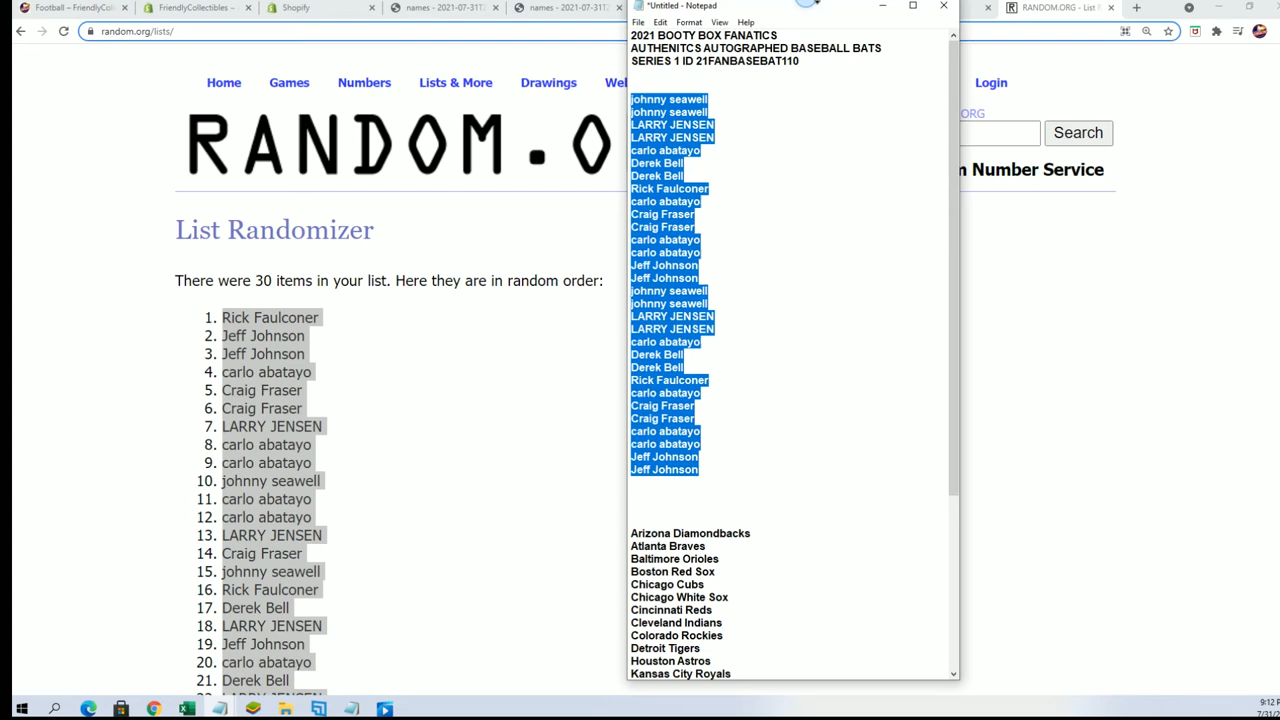 Football – FriendlyColl
FriendlyCollectibles –
Shopify
names - 2021-07-31T
names - 2021-07-31T
RANDOM.ORG - List R
random.org/lists/
Home
Games
Numbers
Lists & More
Drawings
Login
ORG
RANDOM.O
Search
Number Service
List Randomizer
There were 30 items in your list. Here they are in random order:
1. Rick Faulconer
2. Jeff Johnson
3. Jeff Johnson
4. carlo abatayo
5. Craig Fraser
6. Craig Fraser
7. LARRY JENSEN
8. carlo abatayo
9. carlo abatayo
10. johnny seawell
11. carlo abatayo
12. carlo abatayo
13. LARRY JENSEN
14. Craig Fraser
15. johnny seawell
16. Rick Faulconer
17. Derek Bell
18. LARRY JENSEN
19. Jeff Johnson
20. carlo abatayo
21. Derek Bell
*Untitled - Notepad
File Edit Format View Help
2021 BOOTY BOX FANATICS
AUTHENITCS AUTOGRAPHED BASEBALL BATS
SERIES 1 ID 21FANBASEBAT110
johnny seawell
johnny seawell
LARRY JENSEN
LARRY JENSEN
carlo abatayo
Derek Bell
Derek Bell
Rick Faulconer
carlo abatayo
Craig Fraser
Craig Fraser
carlo abatayo
carlo abatayo
Jeff Johnson
Jeff Johnson
johnny seawell
johnny seawell
LARRY JENSEN
LARRY JENSEN
carlo abatayo
Derek Bell
Derek Bell
Rick Faulconer
carlo abatayo
Craig Fraser
Craig Fraser
carlo abatayo
carlo abatayo
Jeff Johnson
Jeff Johnson
Arizona Diamondbacks
Atlanta Braves
Baltimore Orioles
Boston Red Sox
Chicago Cubs
Chicago White Sox
Cincinnati Reds
Cleveland Indians
Colorado Rockies
Detroit Tigers
Houston Astros
Kansas City Royals
9:12 P
7/31/2